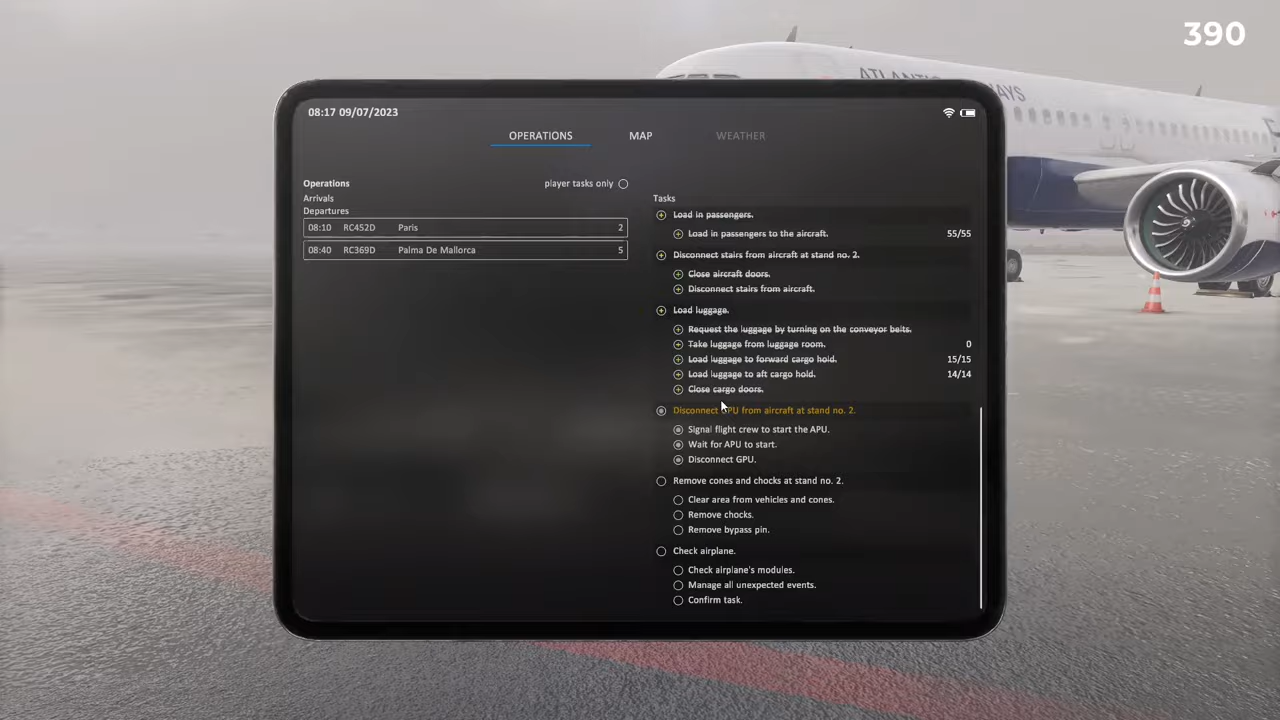 390
ATLANTIC AIRWAYS
08:17 09/07/2023
OPERATIONS MAP WEATHER
Operations player tasks only
Arrivals
Departures
08:10 RC452D Paris 2
08:40 RC369D Palma De Mallorca 5
Tasks
Load in passengers.
Load in passengers to the aircraft. 55/55
Disconnect stairs from aircraft at stand no. 2.
Close aircraft doors.
Disconnect stairs from aircraft.
Load luggage.
Request the luggage by turning on the conveyor belts.
Take luggage from luggage room. 0
Load luggage to forward cargo hold. 15/15
Load luggage to aft cargo hold. 14/14
Close cargo doors.
Disconnect GPU from aircraft at stand no. 2.
Signal flight crew to start the APU.
Wait for APU to start.
Disconnect GPU.
Remove cones and chocks at stand no. 2.
Clear area from vehicles and cones.
Remove chocks.
Remove bypass pin.
Check airplane.
Check airplane's modules.
Manage all unexpected events.
Confirm task.